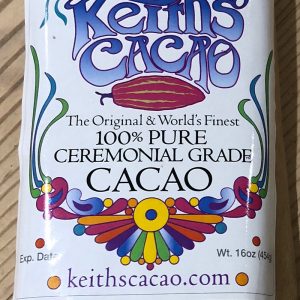 Keith's
CACAO
The Original & World's Finest
100% PURE
CEREMONIAL GRADE
CACAO
Exp. Date
Wt. 16oz (454g)
keithscacao.com